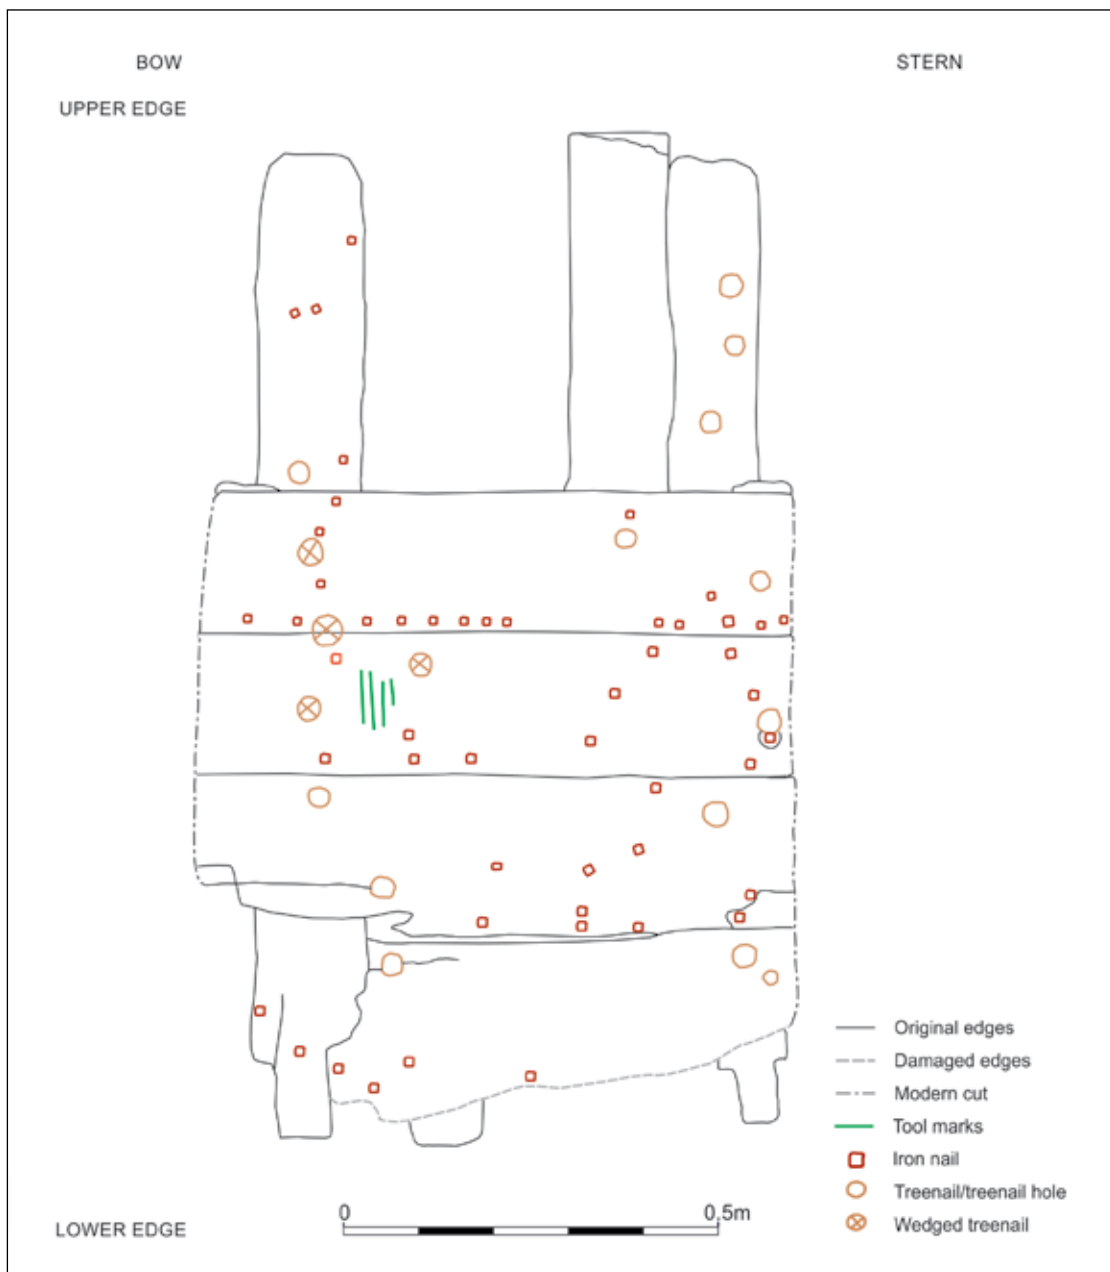 BOW
STERN
UPPER EDGE
Original edges
Damaged edges
Modern cut
Tool marks
Iron nail
Treenail/treenail hole
Wedged treenail
0
0.5m
LOWER EDGE